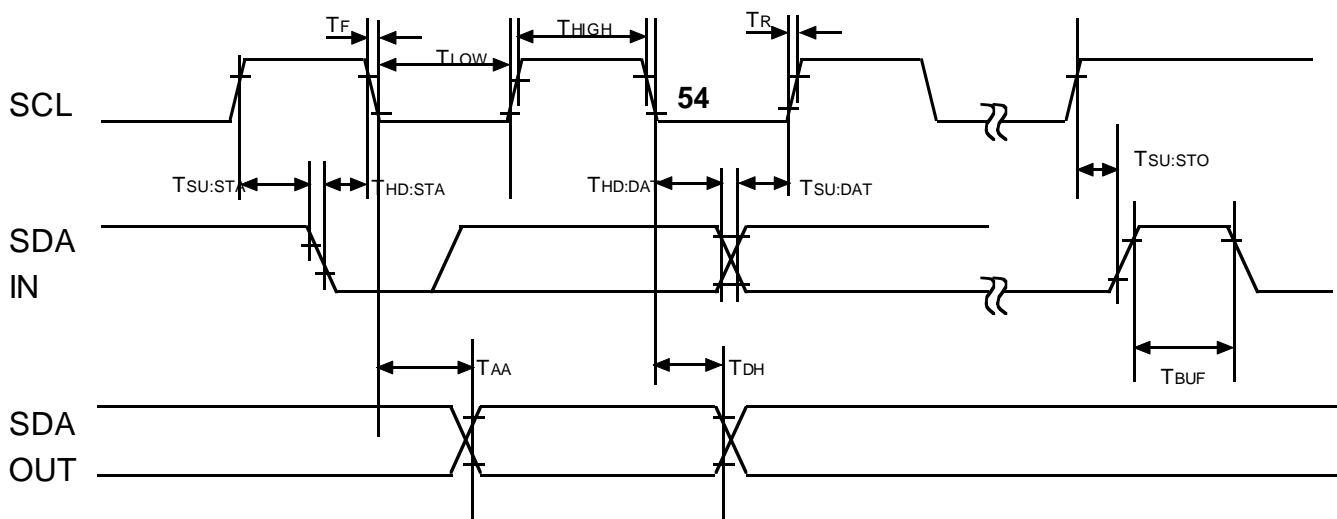 TF
THIGH
TR
TLOW
SCL
54
TSU:STA
THD:STA
THD:DAT
TSU:DAT
TSU:STO
SDA
IN
TAA
TDH
TBUF
SDA
OUT